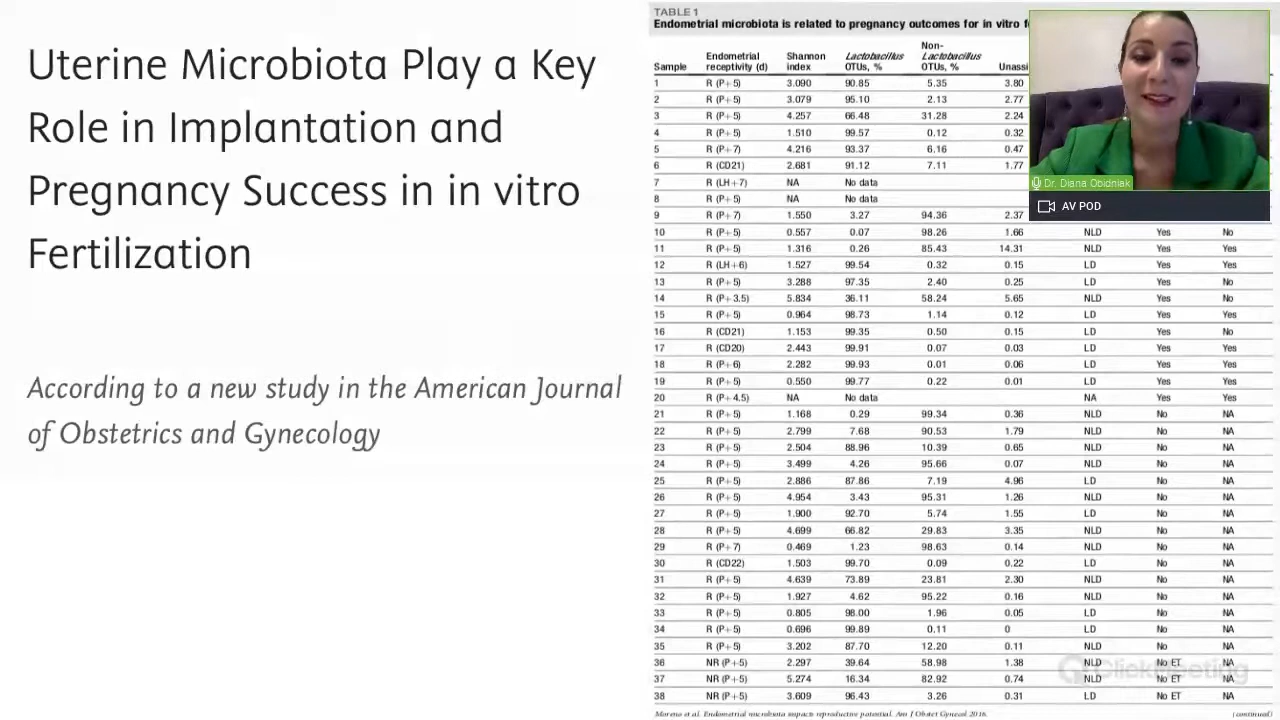 Uterine Microbiota Play a Key
Role in Implantation and
Pregnancy Success in in vitro
Fertilization
According to a new study in the American Journal
of Obstetrics and Gynecology
TABLE 1
Endometrial microbiota is related to pregnancy outcomes for in vitro
Sample Endometrial receptivity (d) Shannon index Lactobacillus OTUs, % Non-Lactobacillus OTUs, %
1 R (P+5) 3.090 90.85 5.35 3.80
2 R (P+5) 3.079 95.10 2.13 2.77
3 R (P+5) 4.257 66.48 31.28 2.24
4 R (P+5) 1.510 99.57 0.12 0.32
5 R (P+7) 4.216 93.37 6.16 0.47
6 R (CD21) 2.681 91.12 7.11 1.77
7 R (LH+7) NA No data
8 R (P+5) NA No data
9 R (P+7) 1.550 3.27 94.36 2.37
10 R (P+5) 0.557 0.07 98.26 1.66 NLD Yes No
11 R (P+5) 1.316 0.26 85.43 14.31 NLD Yes Yes
12 R (LH+6) 1.527 99.54 0.32 0.15 LD Yes Yes
13 R (P+5) 3.288 97.35 2.40 0.25 LD Yes No
14 R (P+3.5) 5.834 36.11 58.24 5.65 NLD Yes No
15 R (P+5) 0.964 98.73 1.14 0.12 LD Yes Yes
16 R (CD21) 1.153 99.35 0.50 0.15 LD Yes No
17 R (CD20) 2.443 99.91 0.07 0.03 LD Yes Yes
18 R (P+6) 2.282 99.93 0.01 0.06 LD Yes Yes
19 R (P+5) 0.550 99.77 0.22 0.01 LD Yes Yes
20 R (P+4.5) NA No data NA Yes Yes
21 R (P+5) 1.168 0.29 99.34 0.36 NLD No NA
22 R (P+5) 2.799 7.68 90.53 1.79 NLD No NA
23 R (P+5) 2.504 88.96 10.39 0.65 NLD No NA
24 R (P+5) 3.499 4.26 95.66 0.07 NLD No NA
25 R (P+5) 2.886 87.86 7.19 4.96 LD No NA
26 R (P+5) 4.954 3.43 95.31 1.26 NLD No NA
27 R (P+5) 1.900 92.70 5.74 1.55 LD No NA
28 R (P+5) 4.699 66.82 29.83 3.35 NLD No NA
29 R (P+7) 0.469 1.23 98.63 0.14 NLD No NA
30 R (CD22) 1.503 99.70 0.09 0.22 LD No NA
31 R (P+5) 4.639 73.89 23.81 2.30 NLD No NA
32 R (P+5) 1.927 4.62 95.22 0.16 NLD No NA
33 R (P+5) 0.805 98.00 1.96 0.05 LD No NA
34 R (P+5) 0.696 99.89 0.11 0 LD No NA
35 R (P+5) 3.202 87.70 12.20 0.11 NLD No NA
36 NR (P+5) 2.297 39.64 58.98 1.38 NLD No ET NA
37 NR (P+5) 5.274 16.34 82.92 0.74 NLD No ET NA
38 NR (P+5) 3.609 96.43 3.26 0.31 LD No ET NA
Moreno et al. Endometrial microbiota impacts reproductive potential. Am J Obstet Gynecol 2016.
(continued)
Dr. Diana Obidniak
AV POD
ClickMeeting